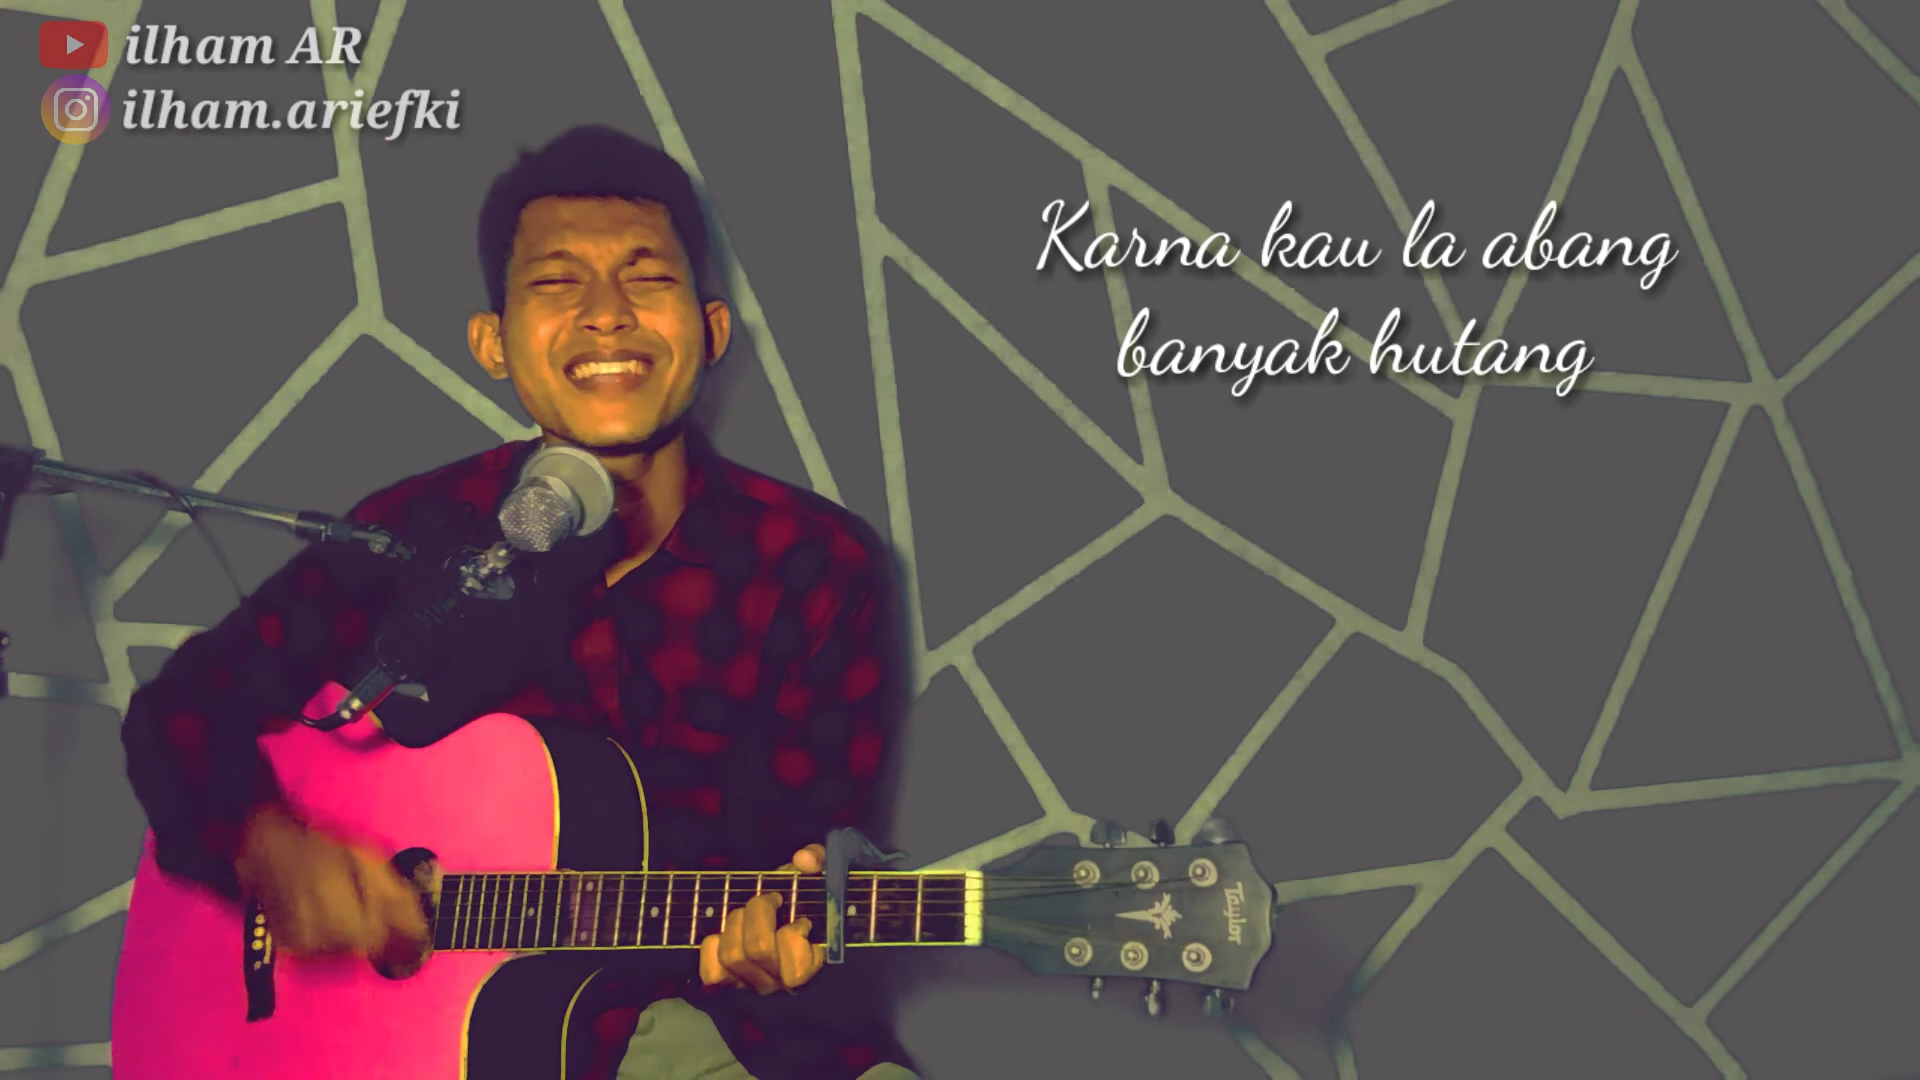 ilham AR
ilham.ariefki
Karna kau la abang
banyak hutang
Taylor